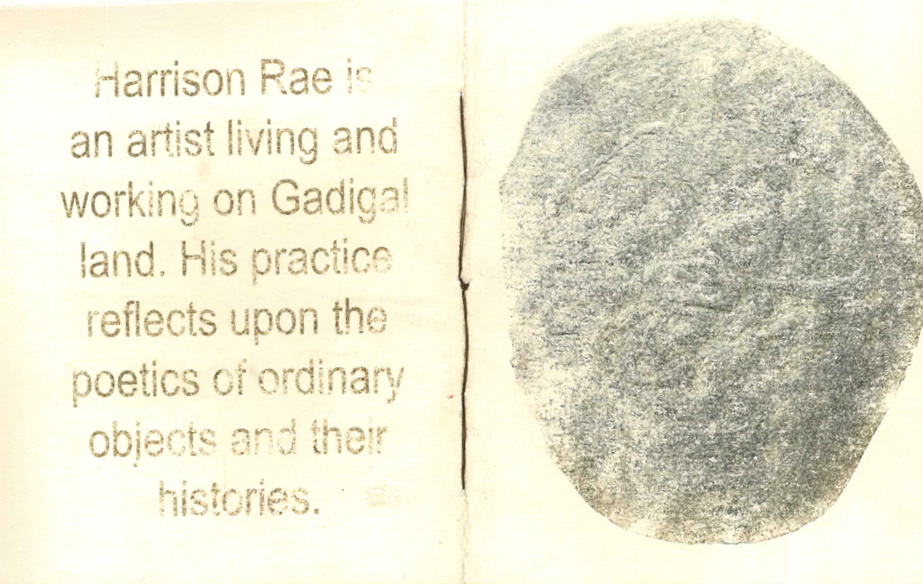 Harrison Rae is
an artist living and
working on Gadigal
land. His practice
reflects upon the
poetics of ordinary
objects and their
histories.